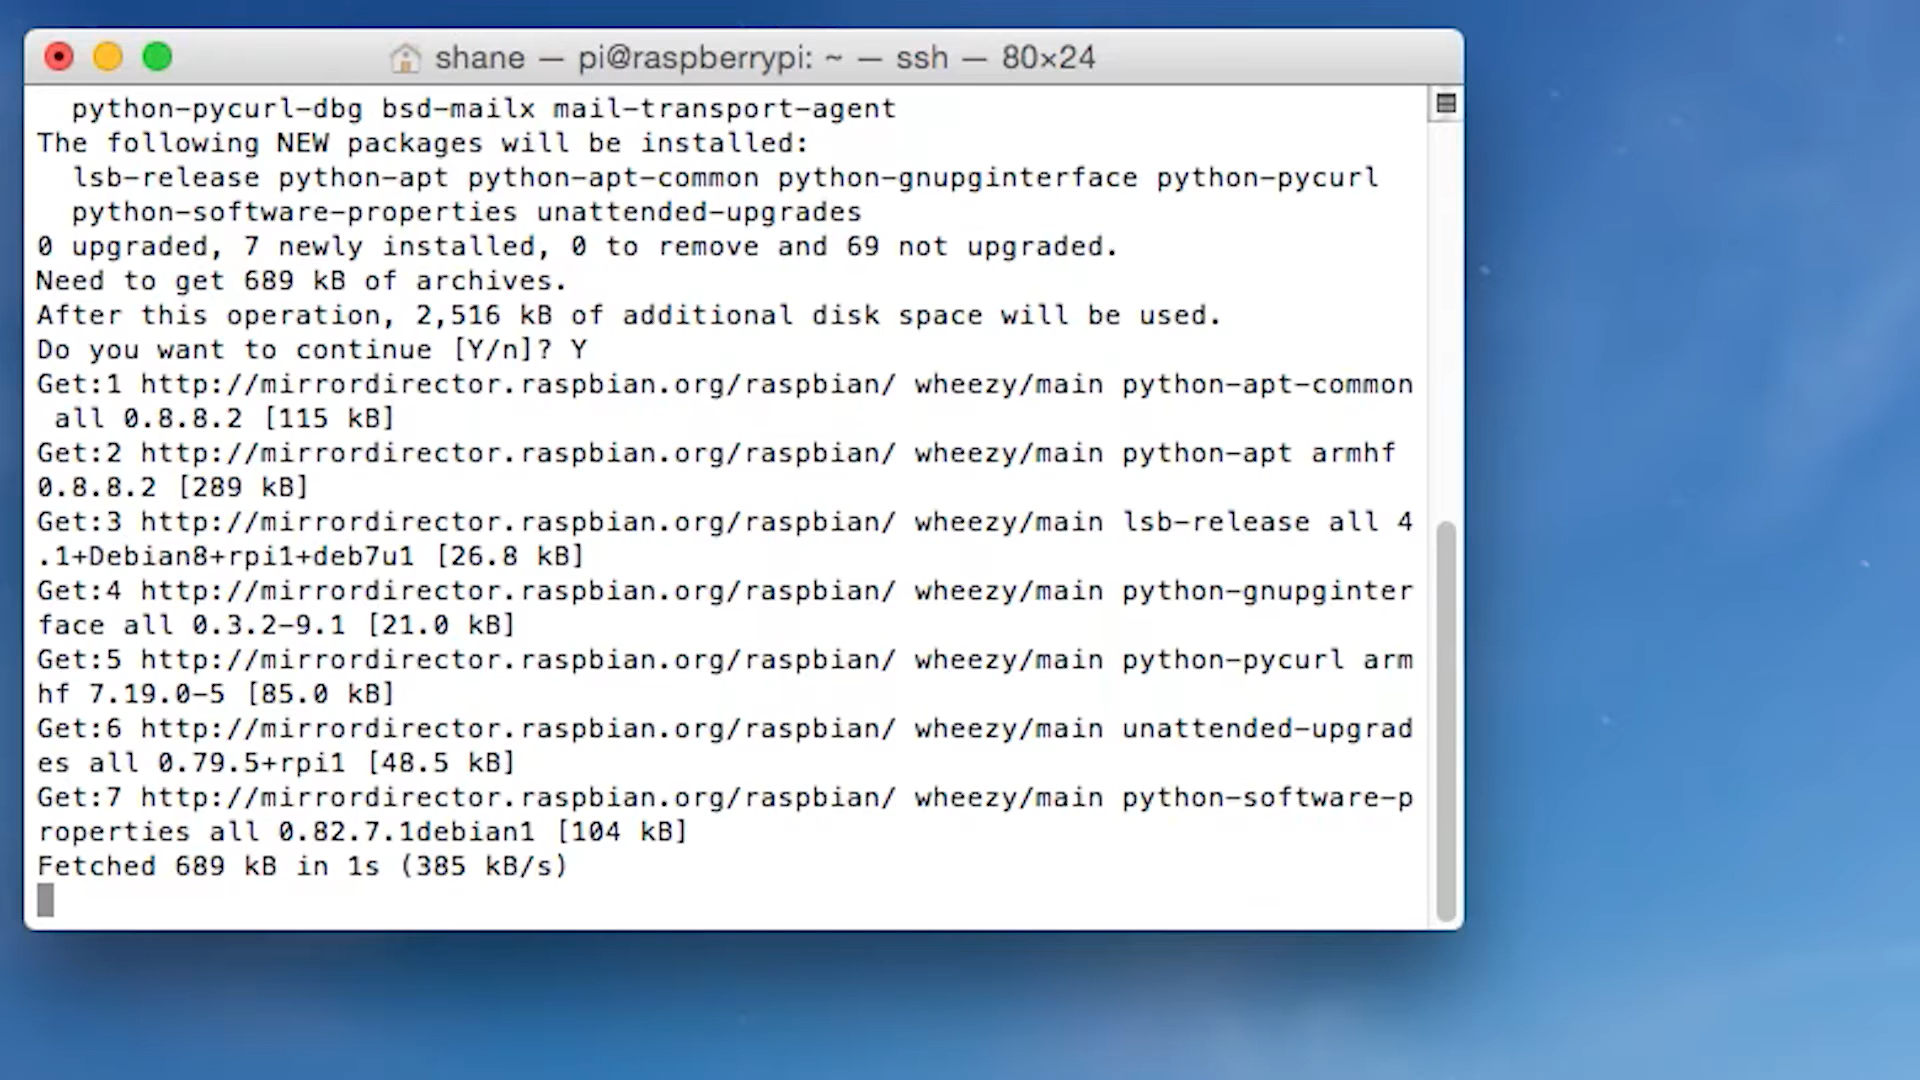 shane — pi@raspberrypi: ~ — ssh — 80×24
python-pycurl-dbg bsd-mailx mail-transport-agent
The following NEW packages will be installed:
lsb-release python-apt python-apt-common python-gnupginterface python-pycurl
python-software-properties unattended-upgrades
0 upgraded, 7 newly installed, 0 to remove and 69 not upgraded.
Need to get 689 kB of archives.
After this operation, 2,516 kB of additional disk space will be used.
Do you want to continue [Y/n]? Y
Get:1 http://mirrordirector.raspbian.org/raspbian/ wheezy/main python-apt-common
all 0.8.8.2 [115 kB]
Get:2 http://mirrordirector.raspbian.org/raspbian/ wheezy/main python-apt armhf
0.8.8.2 [289 kB]
Get:3 http://mirrordirector.raspbian.org/raspbian/ wheezy/main lsb-release all 4
.1+Debian8+rpi1+deb7u1 [26.8 kB]
Get:4 http://mirrordirector.raspbian.org/raspbian/ wheezy/main python-gnupginter
face all 0.3.2-9.1 [21.0 kB]
Get:5 http://mirrordirector.raspbian.org/raspbian/ wheezy/main python-pycurl arm
hf 7.19.0-5 [85.0 kB]
Get:6 http://mirrordirector.raspbian.org/raspbian/ wheezy/main unattended-upgrad
es all 0.79.5+rpi1 [48.5 kB]
Get:7 http://mirrordirector.raspbian.org/raspbian/ wheezy/main python-software-p
roperties all 0.82.7.1debian1 [104 kB]
Fetched 689 kB in 1s (385 kB/s)